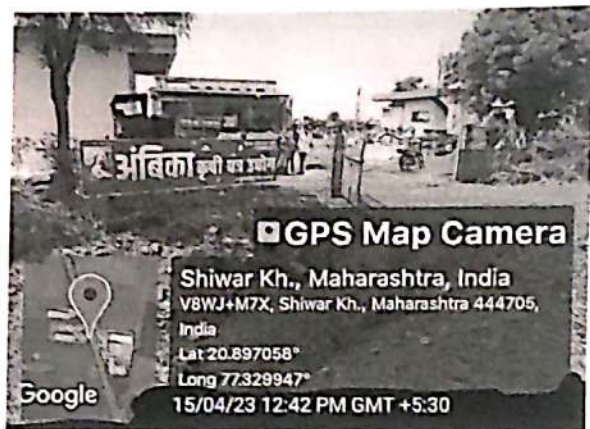 अंबिका कृषी यंत्र उद्योग
GPS Map Camera
Shiwar Kh., Maharashtra, India
V8WJ+M7X, Shiwar Kh., Maharashtra 444705,
India
Lat 20.897058°
Long 77.329947°
Google
15/04/23 12:42 PM GMT +5:30